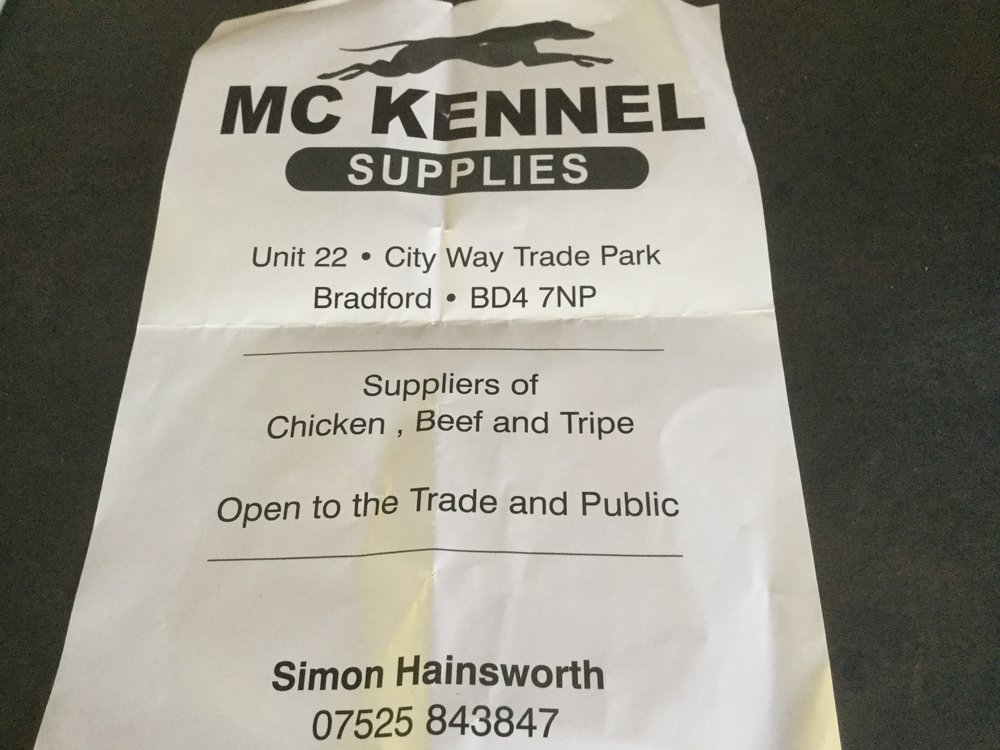 MC KENNEL
SUPPLIES
Unit 22 • City Way Trade Park
Bradford • BD4 7NP
Suppliers of
Chicken , Beef and Tripe
Open to the Trade and Public
Simon Hainsworth
07525 843847